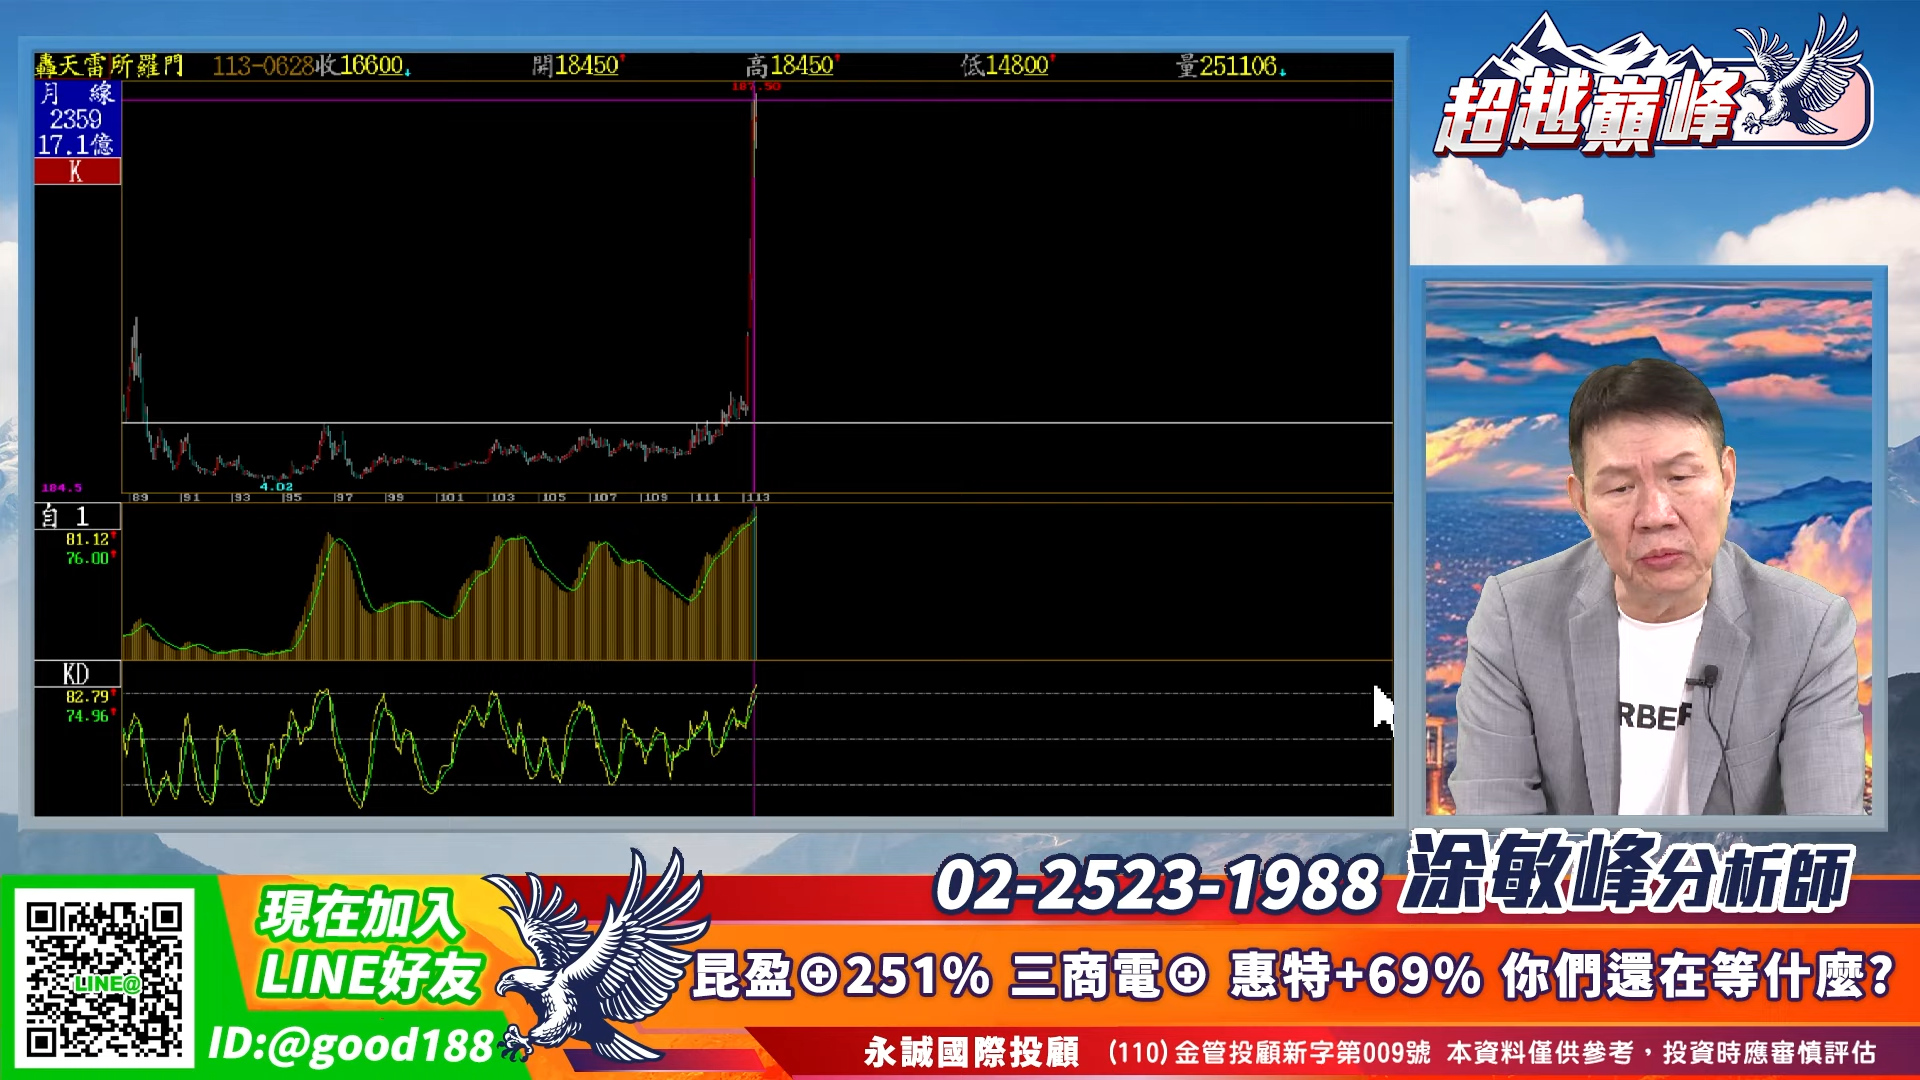 轟天雷所羅門 113-0628收16600↓ 開18450↑ 高18450↑ 低14800↑ 量251106↓
月 線
2359
17.1億
K
187.50
184.5
4.02
89 91 93 95 97 99 101 103 105 107 109 111 113
自 1
81.12↑
76.00↑
KD
82.79↑
74.96↑
超越巔峰
RBER
02-2523-1988 涂敏峰分析師
現在加入
LINE好友
ID:@good188
LINE@
昆盈⊕251% 三商電⊕ 惠特+69% 你們還在等什麼?
永誠國際投顧 (110)金管投顧新字第009號 本資料僅供參考，投資時應審慎評估